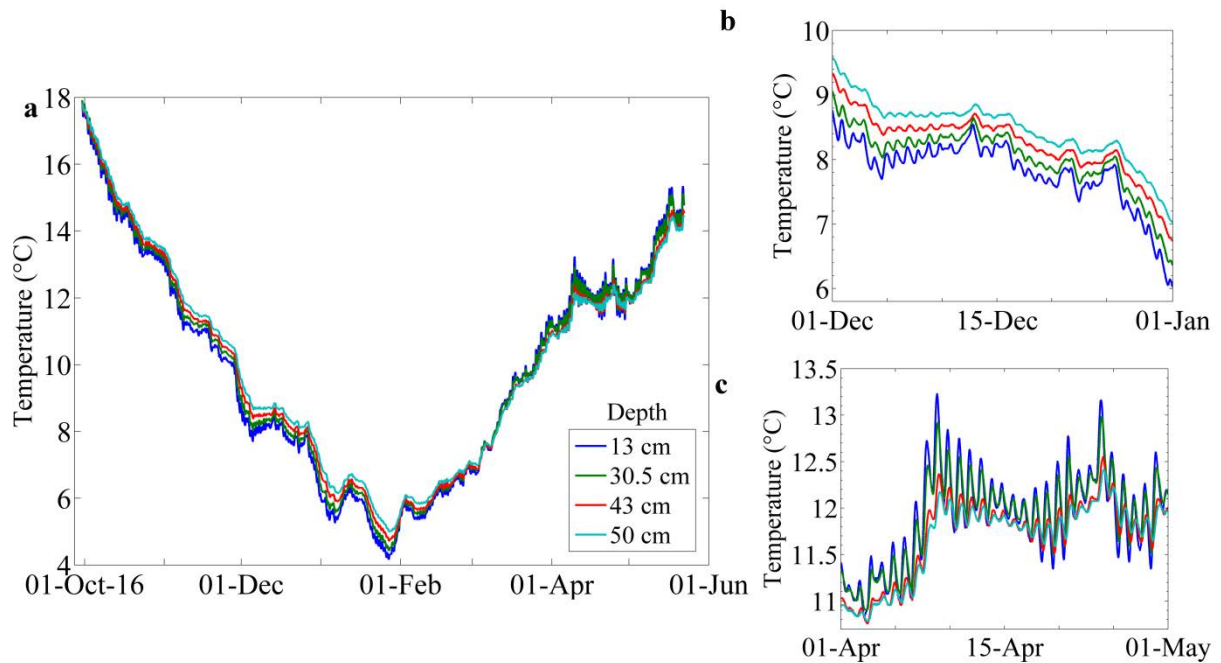 a
18
16
14
12
10
8
6
4
Temperature (°C)
01-Oct-16
01-Dec
01-Feb
01-Apr
01-Jun
Depth
13 cm
30.5 cm
43 cm
50 cm
b
10
9
8
7
6
Temperature (°C)
01-Dec
15-Dec
01-Jan
c
13.5
13
12.5
12
11.5
11
Temperature (°C)
01-Apr
15-Apr
01-May